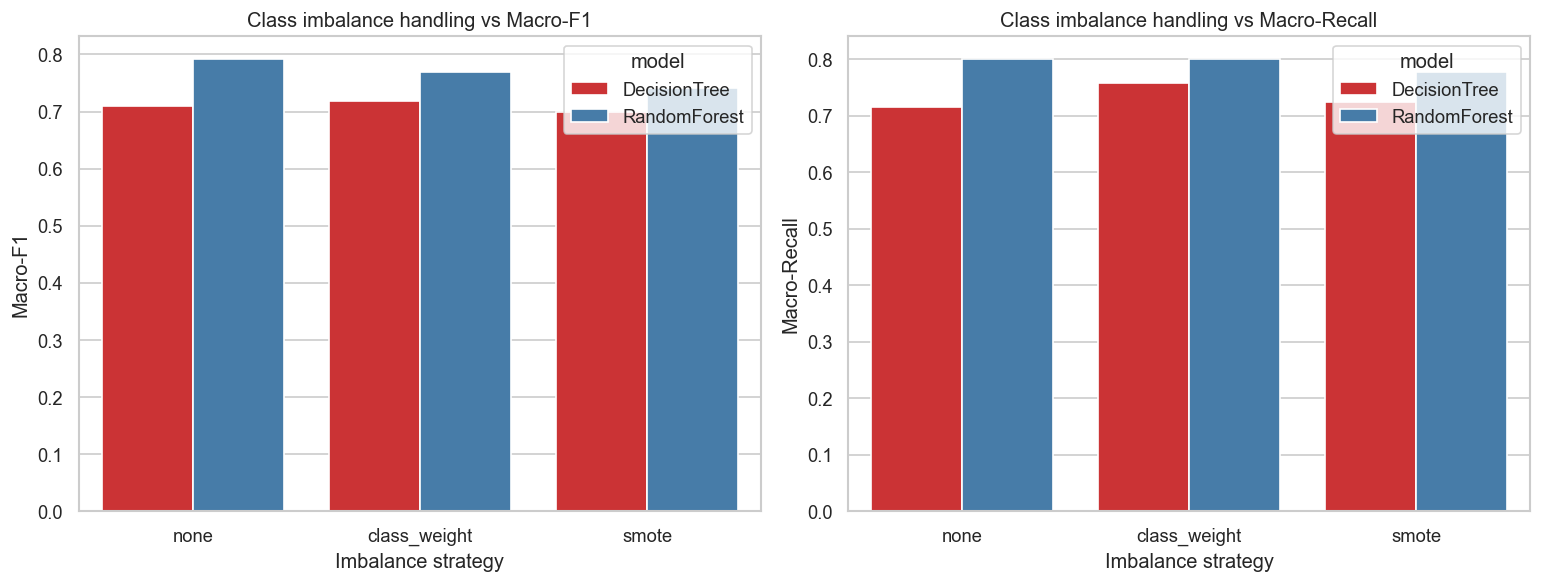 Class imbalance handling vs Macro-F1
Macro-F1
0.8
0.7
0.6
0.5
0.4
0.3
0.2
0.1
0.0
model
DecisionTree
RandomForest
none
class_weight
smote
Imbalance strategy
Class imbalance handling vs Macro-Recall
Macro-Recall
0.8
0.7
0.6
0.5
0.4
0.3
0.2
0.1
0.0
model
DecisionTree
RandomForest
none
class_weight
smote
Imbalance strategy